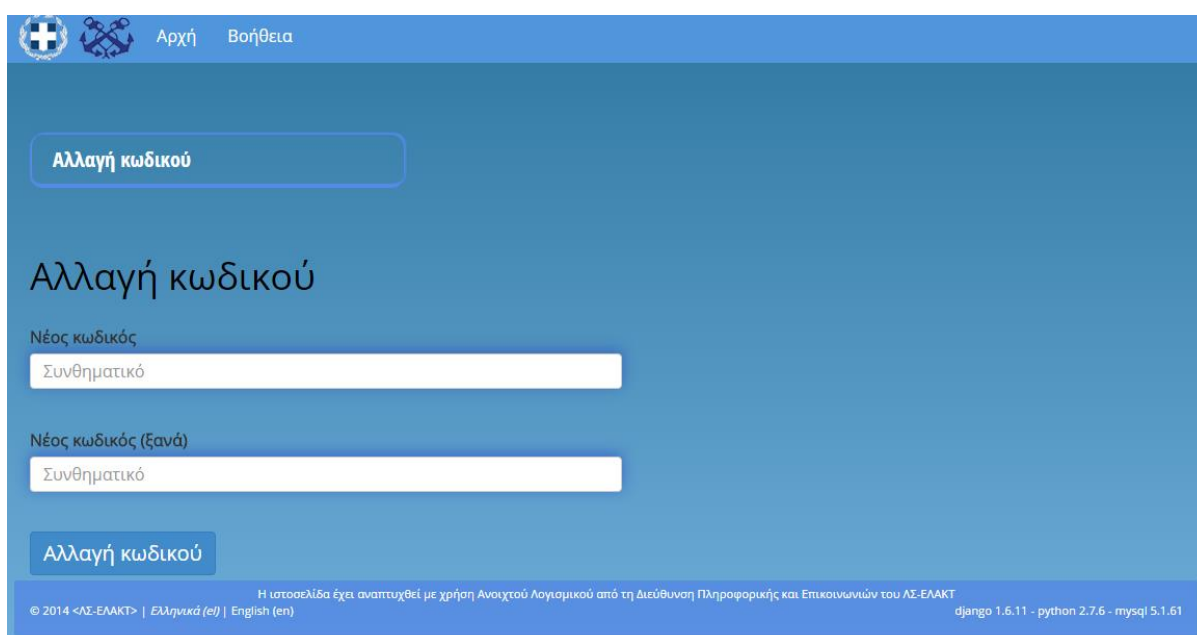 Αρχή Βοήθεια
Αλλαγή κωδικού
Αλλαγή κωδικού
Νέος κωδικός
Συνθηματικό
Νέος κωδικός (ξανά)
Συνθηματικό
Αλλαγή κωδικού
Η ιστοσελίδα έχει αναπτυχθεί με χρήση Ανοιχτού Λογισμικού από τη Διεύθυνση Πληροφορικής και Επικοινωνιών του ΛΣ-ΕΛΑΚΤ
© 2014 <ΛΣ-ΕΛΑΚΤ> | Ελληνικά (el) | English (en) django 1.6.11 - python 2.7.6 - mysql 5.1.61